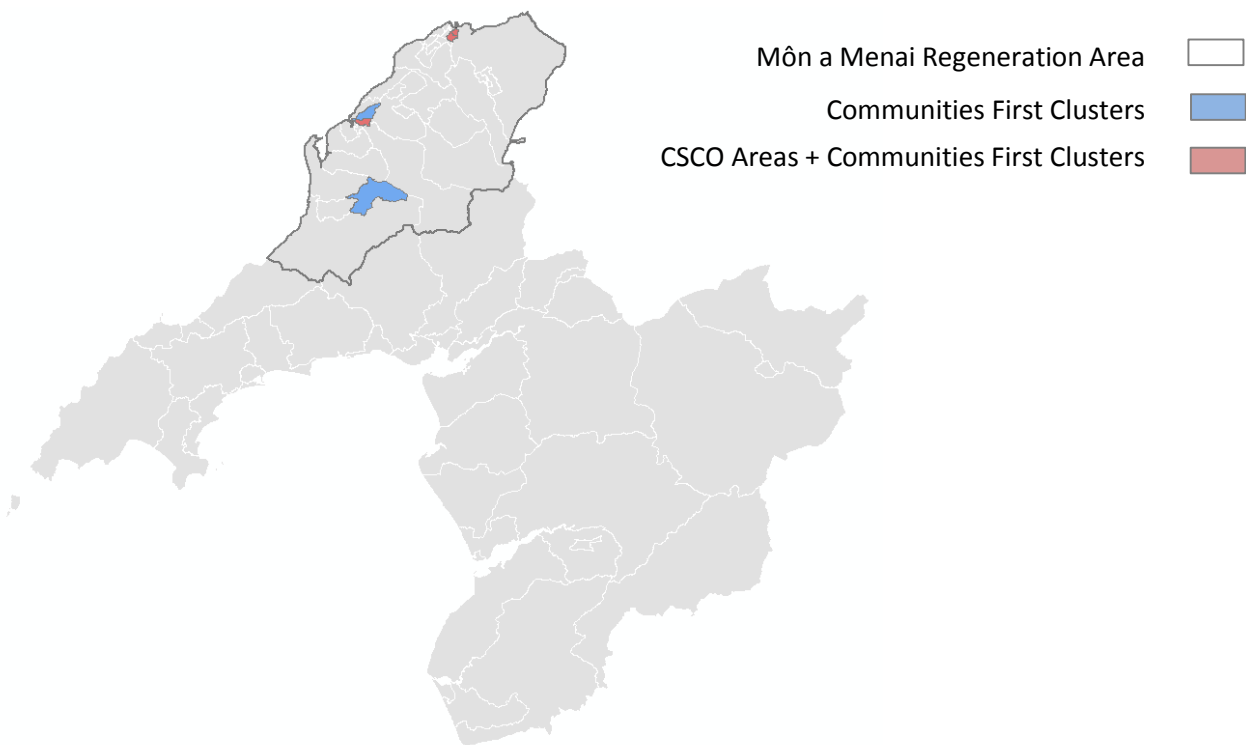 Môn a Menai Regeneration Area
Communities First Clusters
CSCO Areas + Communities First Clusters